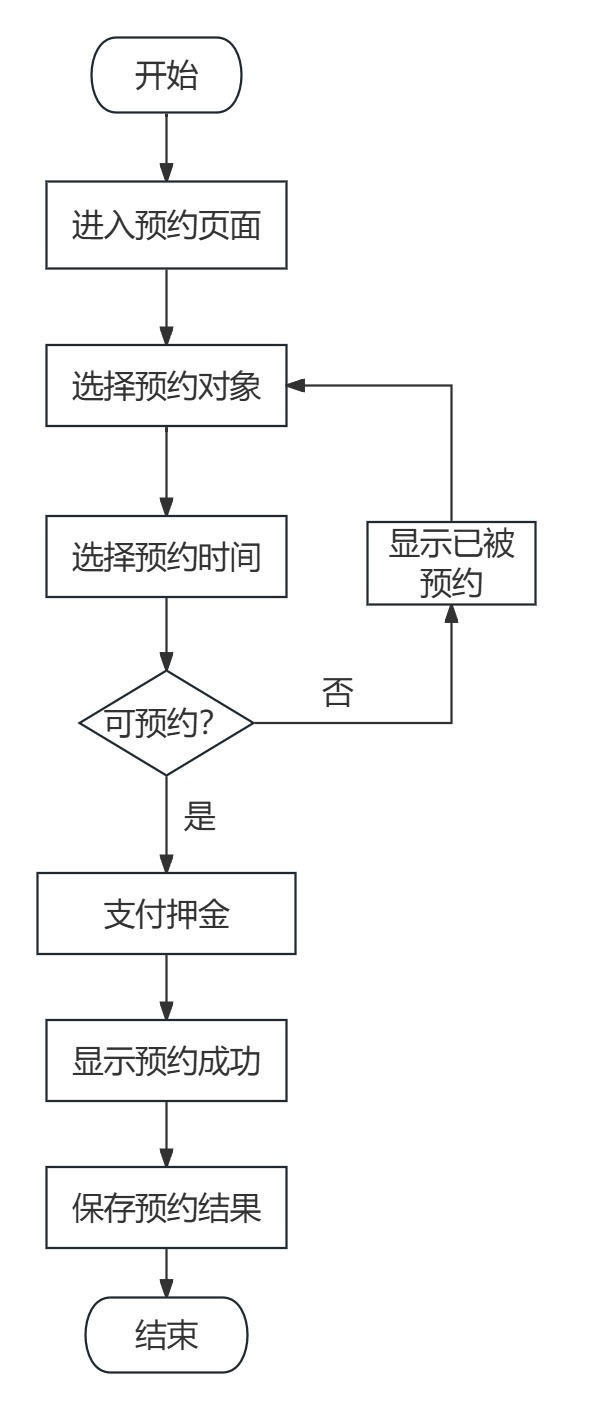 开始
进入预约页面
选择预约对象
选择预约时间
显示已被
预约
可预约?
否
是
支付押金
显示预约成功
保存预约结果
结束